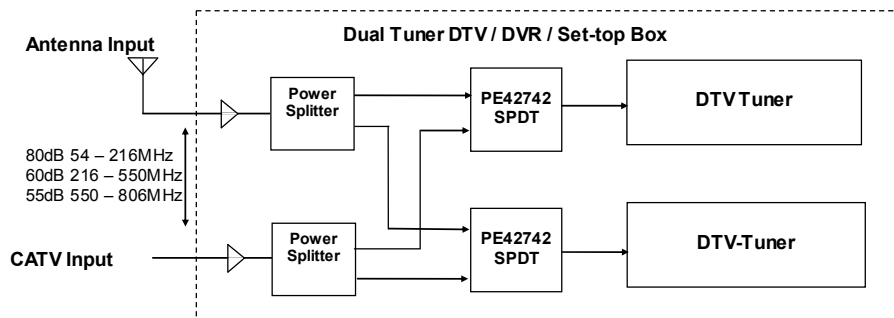 Dual Tuner DTV / DVR / Set-top Box
Antenna Input
Power
Splitter
PE42742
SPDT
DTV Tuner
80dB 54 – 216MHz
60dB 216 – 550MHz
55dB 550 – 806MHz
CATV Input
Power
Splitter
PE42742
SPDT
DTV-Tuner